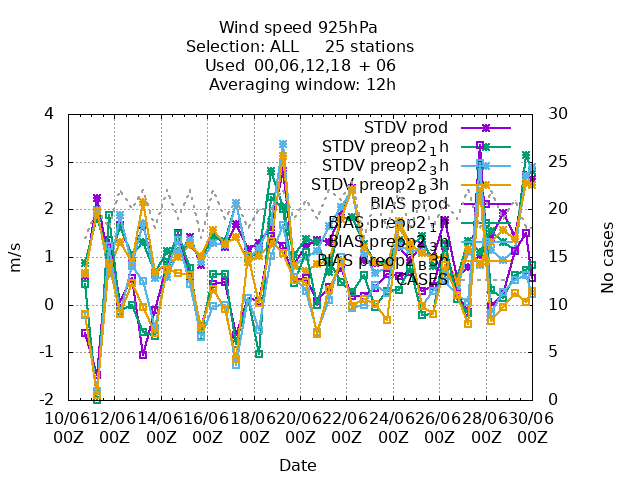 Wind speed 925hPa
Selection: ALL 25 stations
Used 00,06,12,18 + 06
Averaging window: 12h
4 30
STDV prod
STDV preop2_1h
3 25
STDV preop2_3h
STDV preop2_B3h
BIAS prod
2 20
BIAS preop2_1h
BIAS preop2_3h
1 15
BIAS preop2_B3h
CASES
0 10
-1 5
-2 0
m/s
No cases
10/06 12/06 14/06 16/06 18/06 20/06 22/06 24/06 26/06 28/06 30/06
00Z 00Z 00Z 00Z 00Z 00Z 00Z 00Z 00Z 00Z 00Z
Date